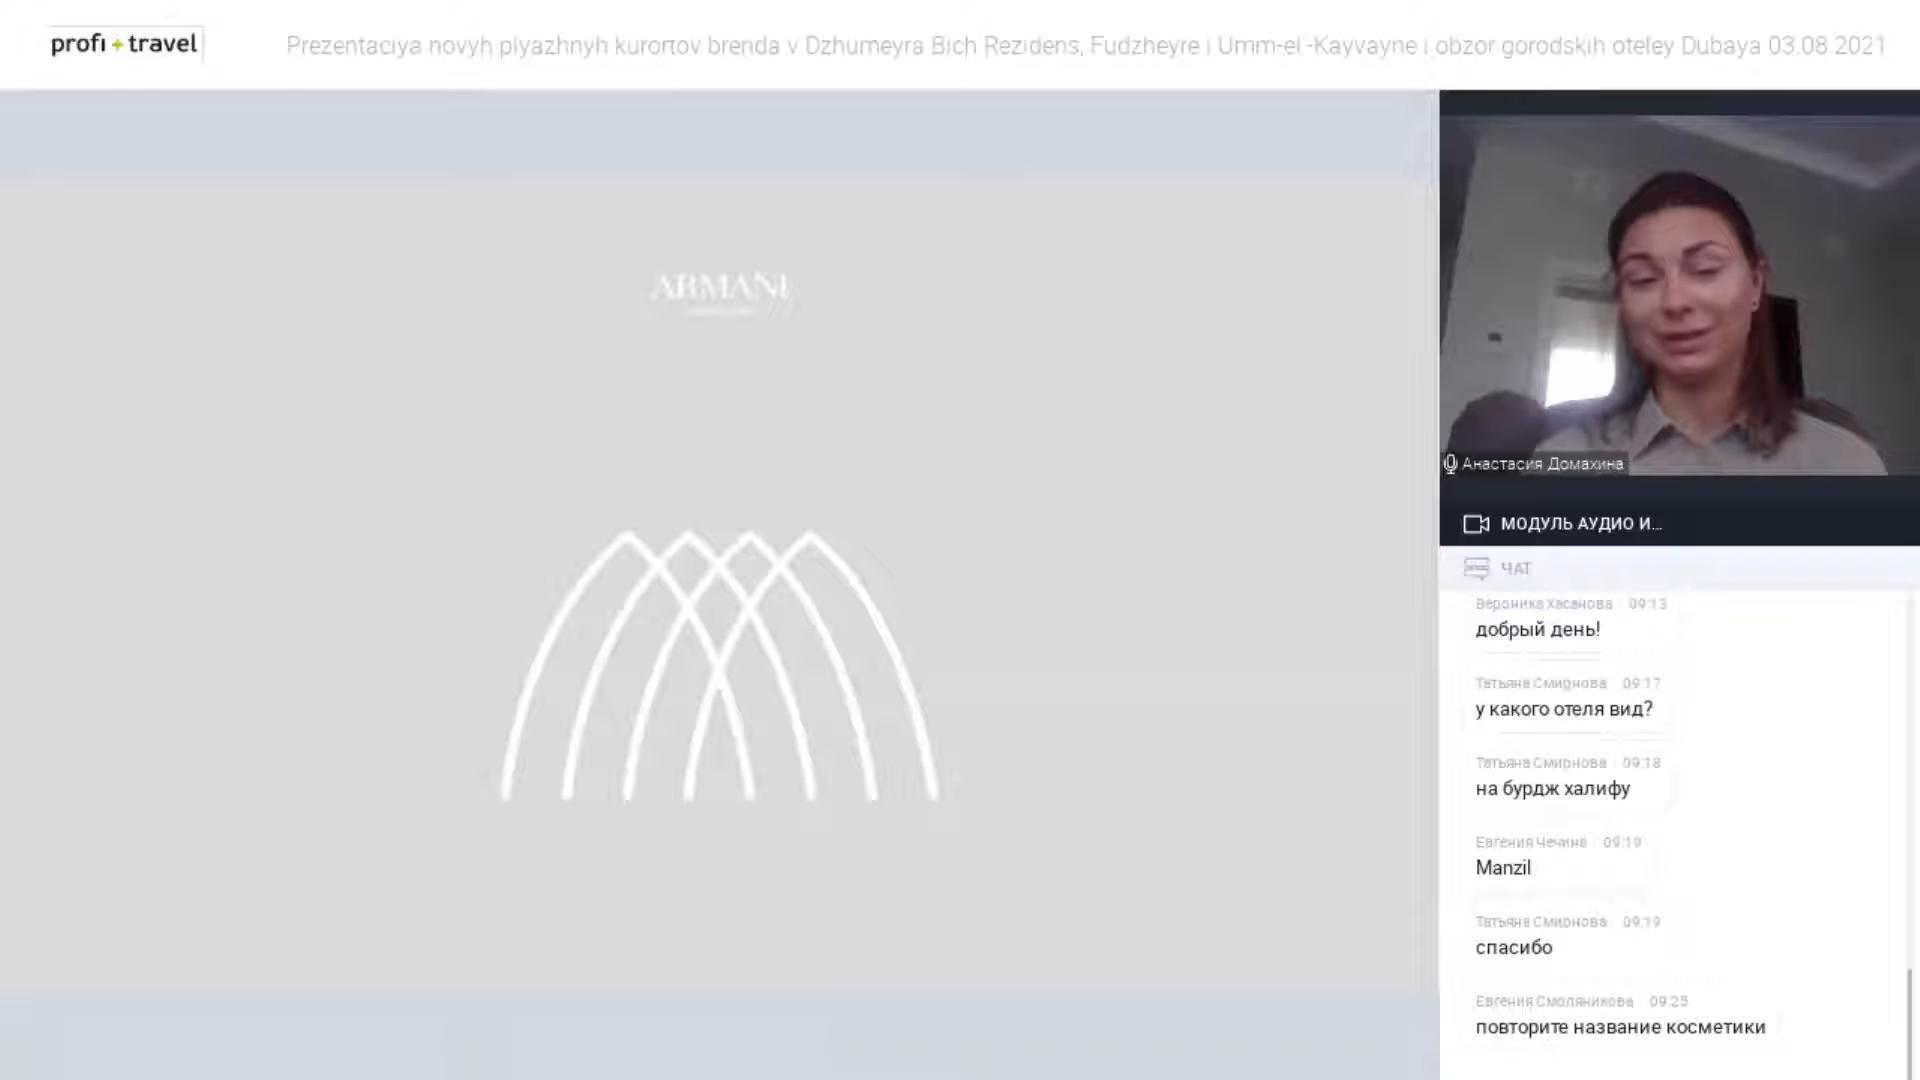 profi + travel
Prezentaciya novyh plyazhnyh kurortov brenda v Dzhumeyra Bich Rezidens, Fudzheyre i Umm-el'-Kayvayne i obzor gorodskih oteley Dubaya 03.08.2021
ARMANI
Анастасия Домахина
МОДУЛЬ АУДИО И...
ЧАТ
Вероника Хасанова 09:13
добрый день!
Татьяна Смирнова 09:17
у какого отеля вид?
Татьяна Смирнова 09:18
на бурдж халифу
Евгения Чечина 09:19
Manzil
Татьяна Смирнова 09:19
спасибо
Евгения Смоляникова 09:25
повторите название косметики